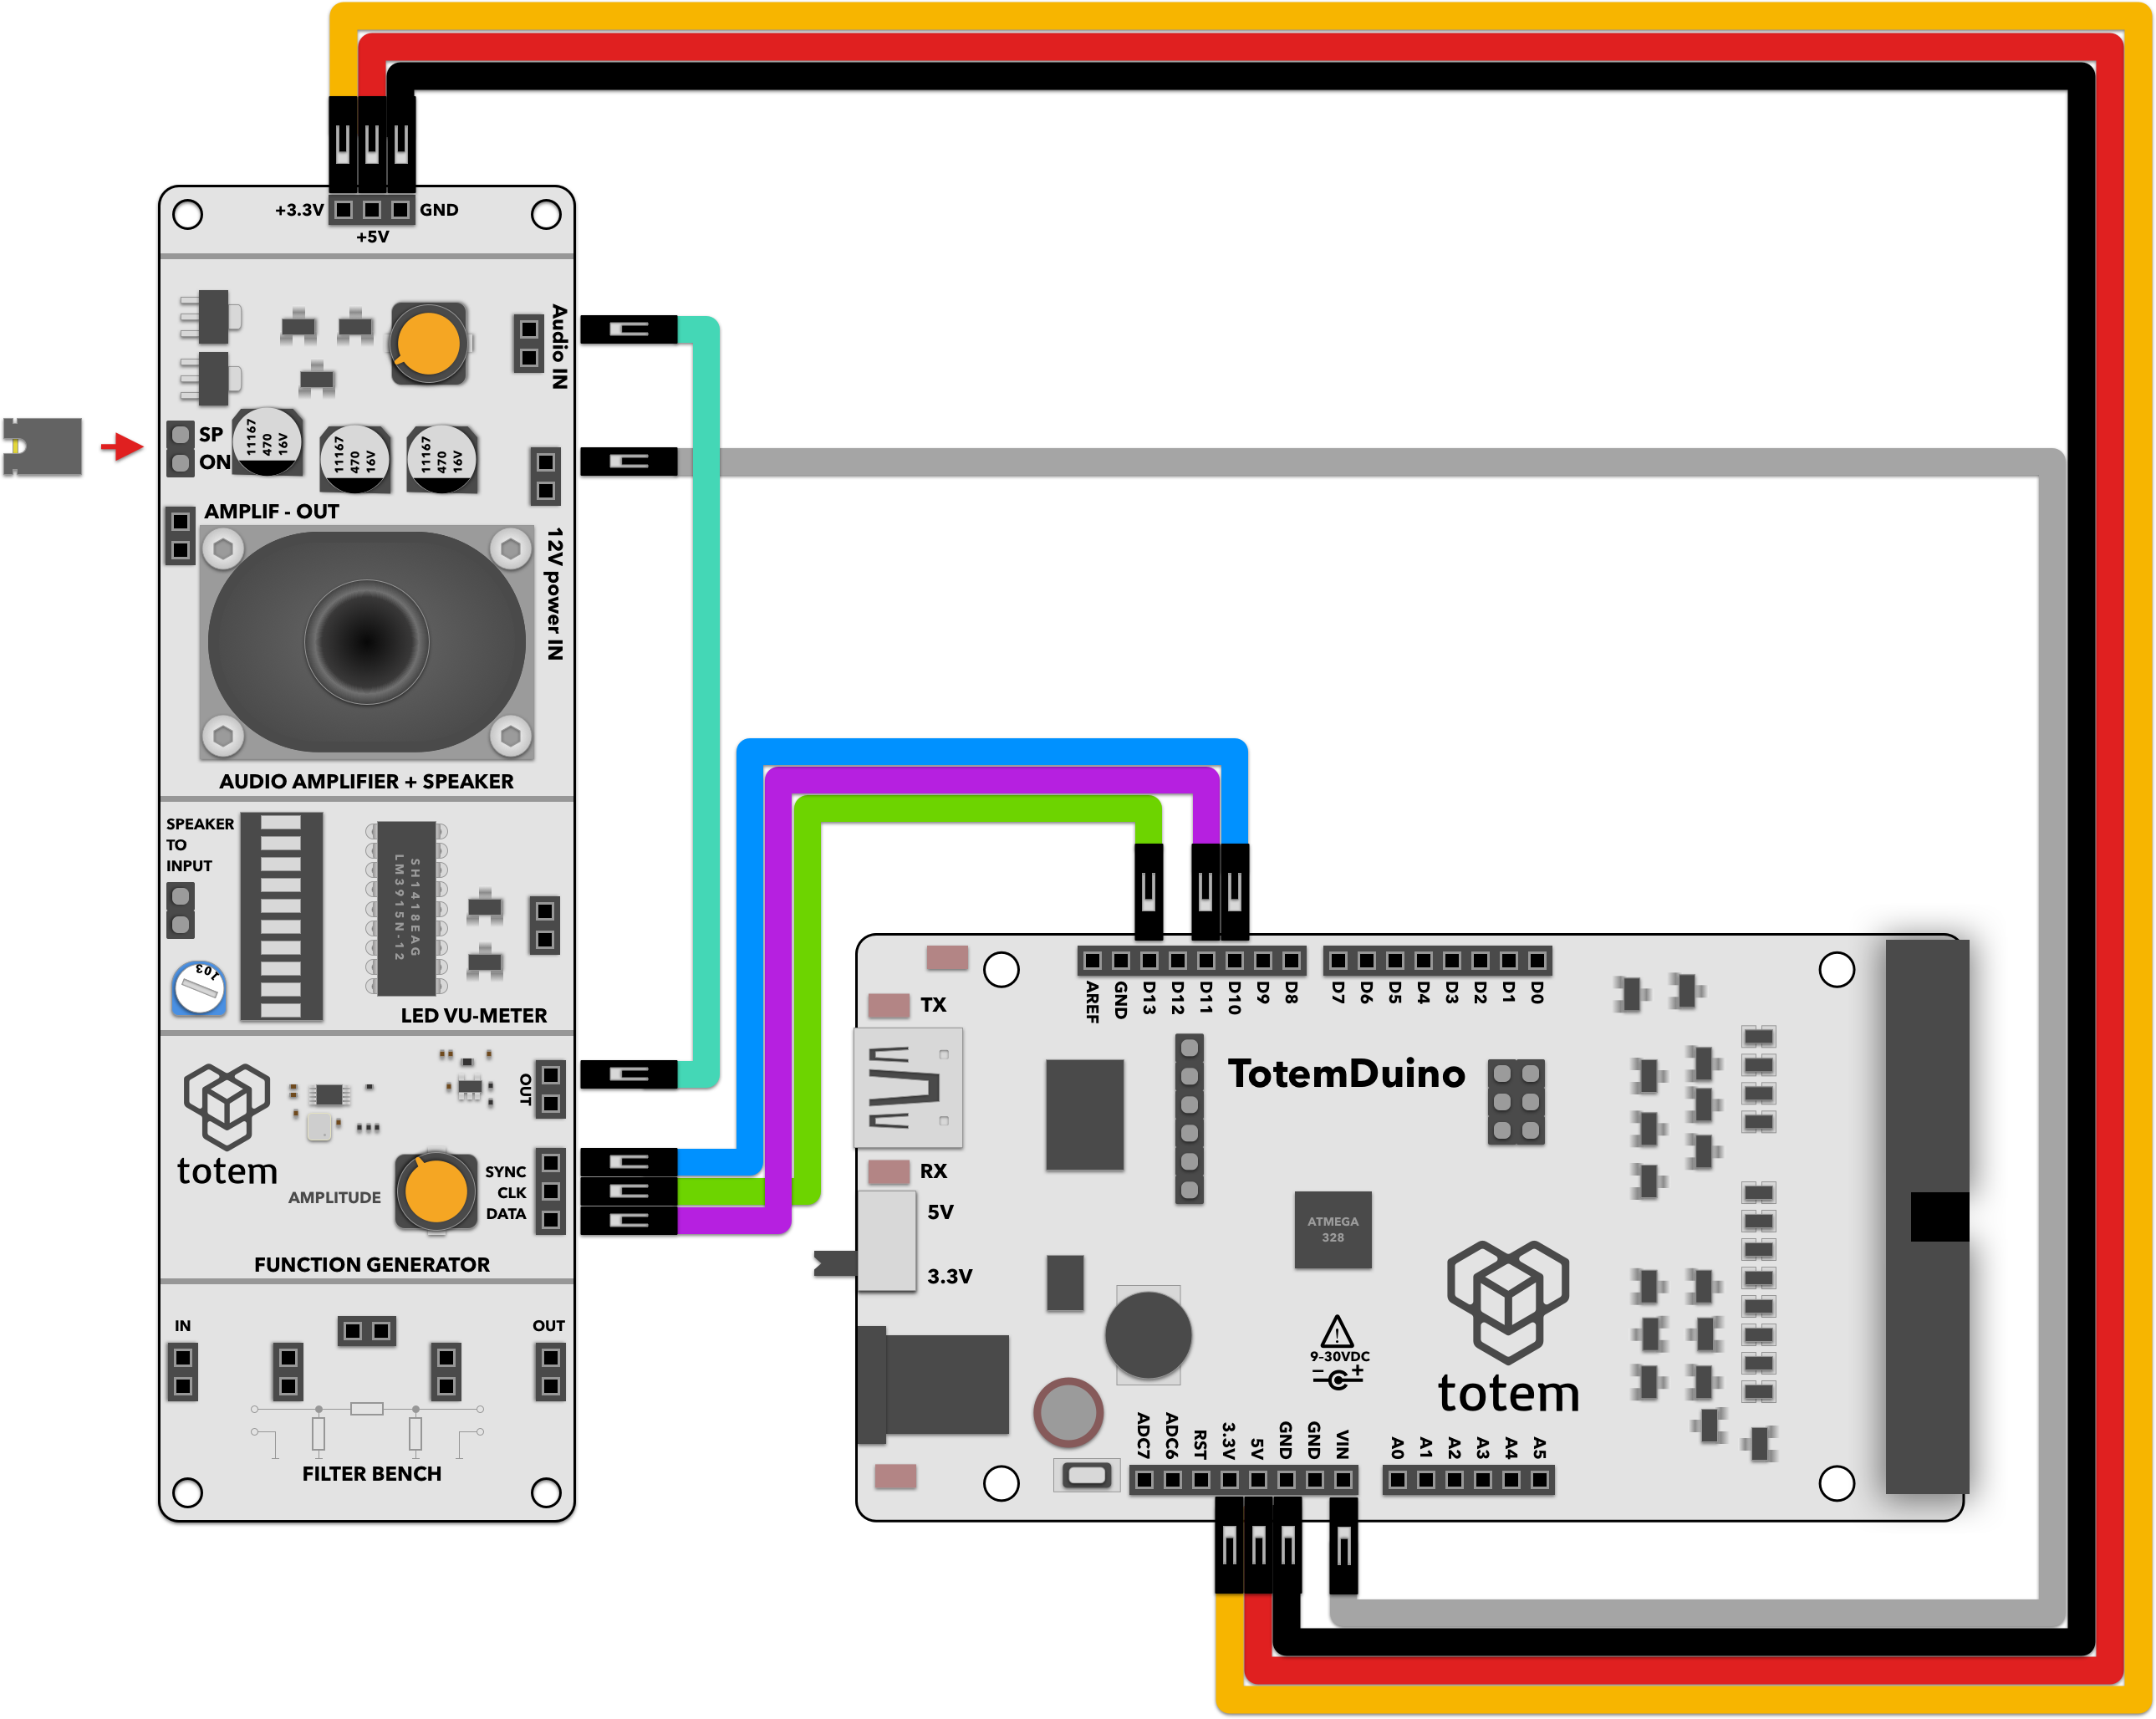 +3.3V
GND
+5V
Audio IN
SP
ON
11167
470
16V
11167
470
16V
11167
470
16V
AMPLIF - OUT
12V power IN
AUDIO AMPLIFIER + SPEAKER
SPEAKER
TO
INPUT
SH1418EAG
LM3915N-12
103
LED VU-METER
OUT
totem
SYNC
CLK
DATA
AMPLITUDE
FUNCTION GENERATOR
IN
OUT
FILTER BENCH
AREF
GND
D13
D12
D11
D10
D9
D8
D7
D6
D5
D4
D3
D2
D1
D0
TX
TotemDuino
RX
5V
3.3V
ATMEGA
328
9-30VDC
- +
totem
ADC7
ADC6
RST
3.3V
5V
GND
GND
VIN
A0
A1
A2
A3
A4
A5